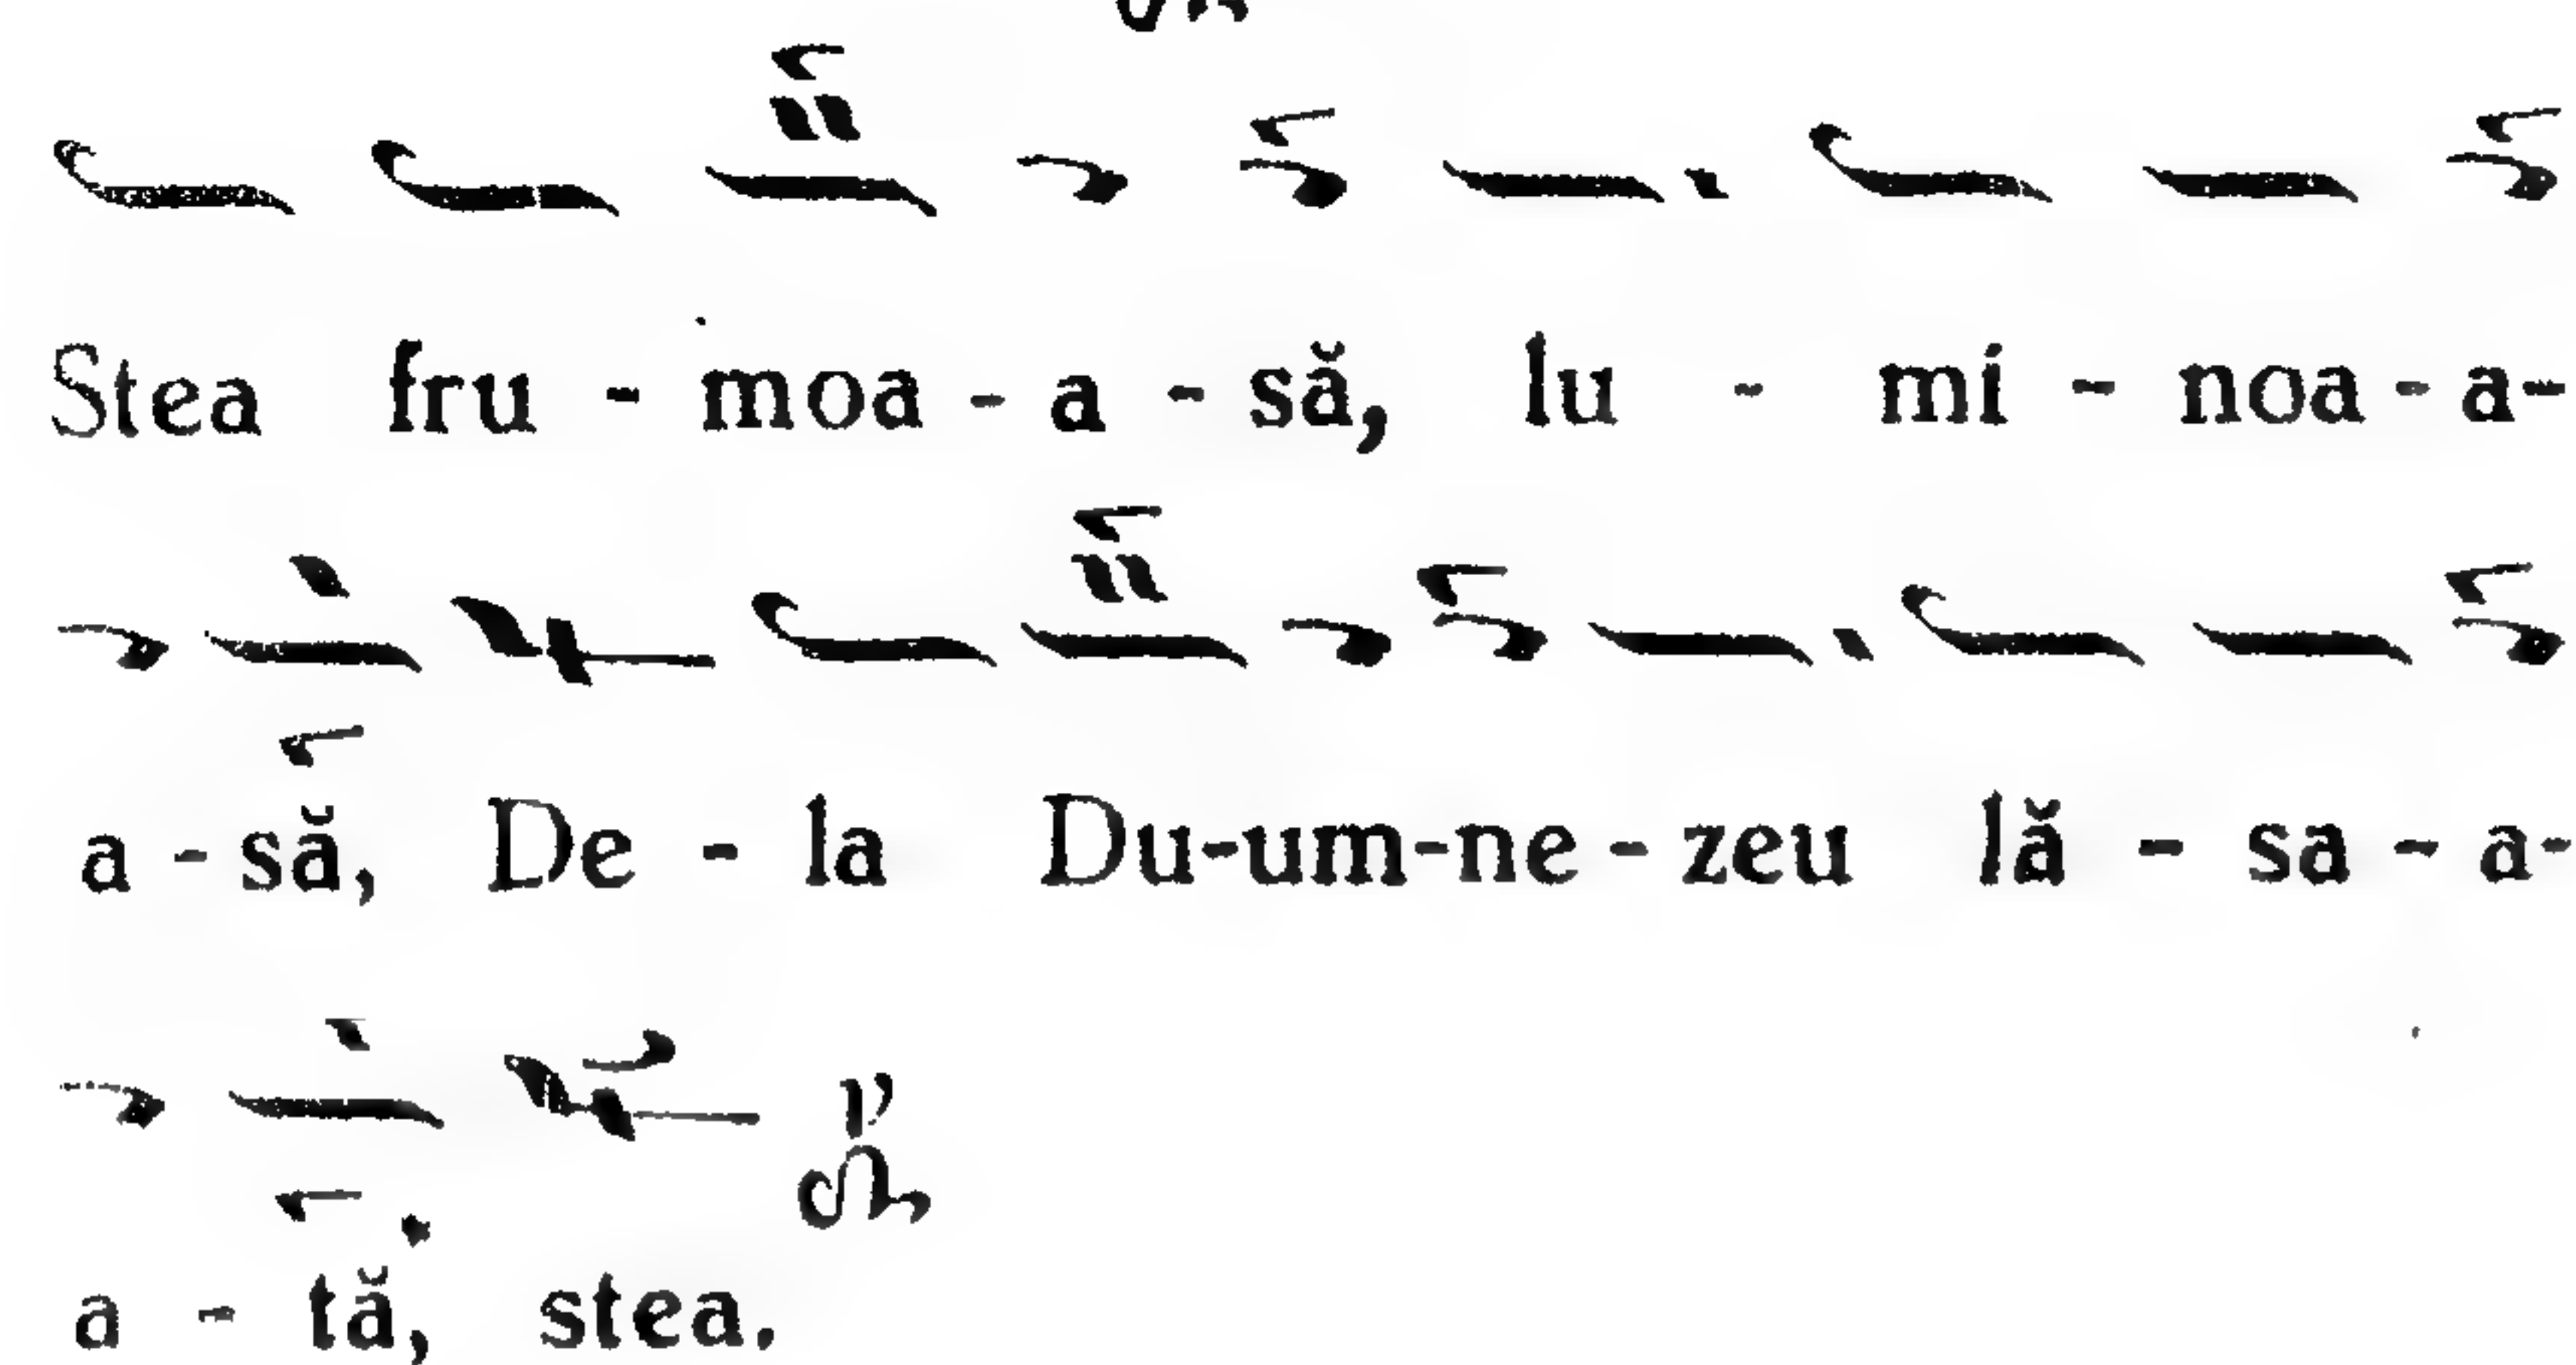 Stea fru - moa - a - să, lu - mi - noa - a-
a - să, De - la Du-um-ne - zeu lă - sa - a-
a - tă, stea.